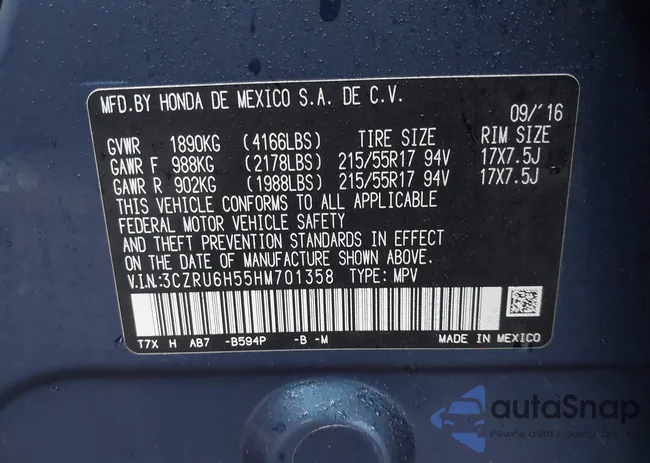 MFD.BY HONDA DE MEXICO S.A. DE C.V.
09/'16
GVWR 1890KG (4166LBS) TIRE SIZE RIM SIZE
GAWR F 988KG (2178LBS) 215/55R17 94V 17X7.5J
GAWR R 902KG (1988LBS) 215/55R17 94V 17X7.5J
THIS VEHICLE CONFORMS TO ALL APPLICABLE
FEDERAL MOTOR VEHICLE SAFETY
AND THEFT PREVENTION STANDARDS IN EFFECT
ON THE DATE OF MANUFACTURE SHOWN ABOVE.
V.I.N:3CZRU6H55HM701358 TYPE: MPV
T7X H AB7 -B594P -B -M MADE IN MEXICO
autoSnap
Pewne auto z